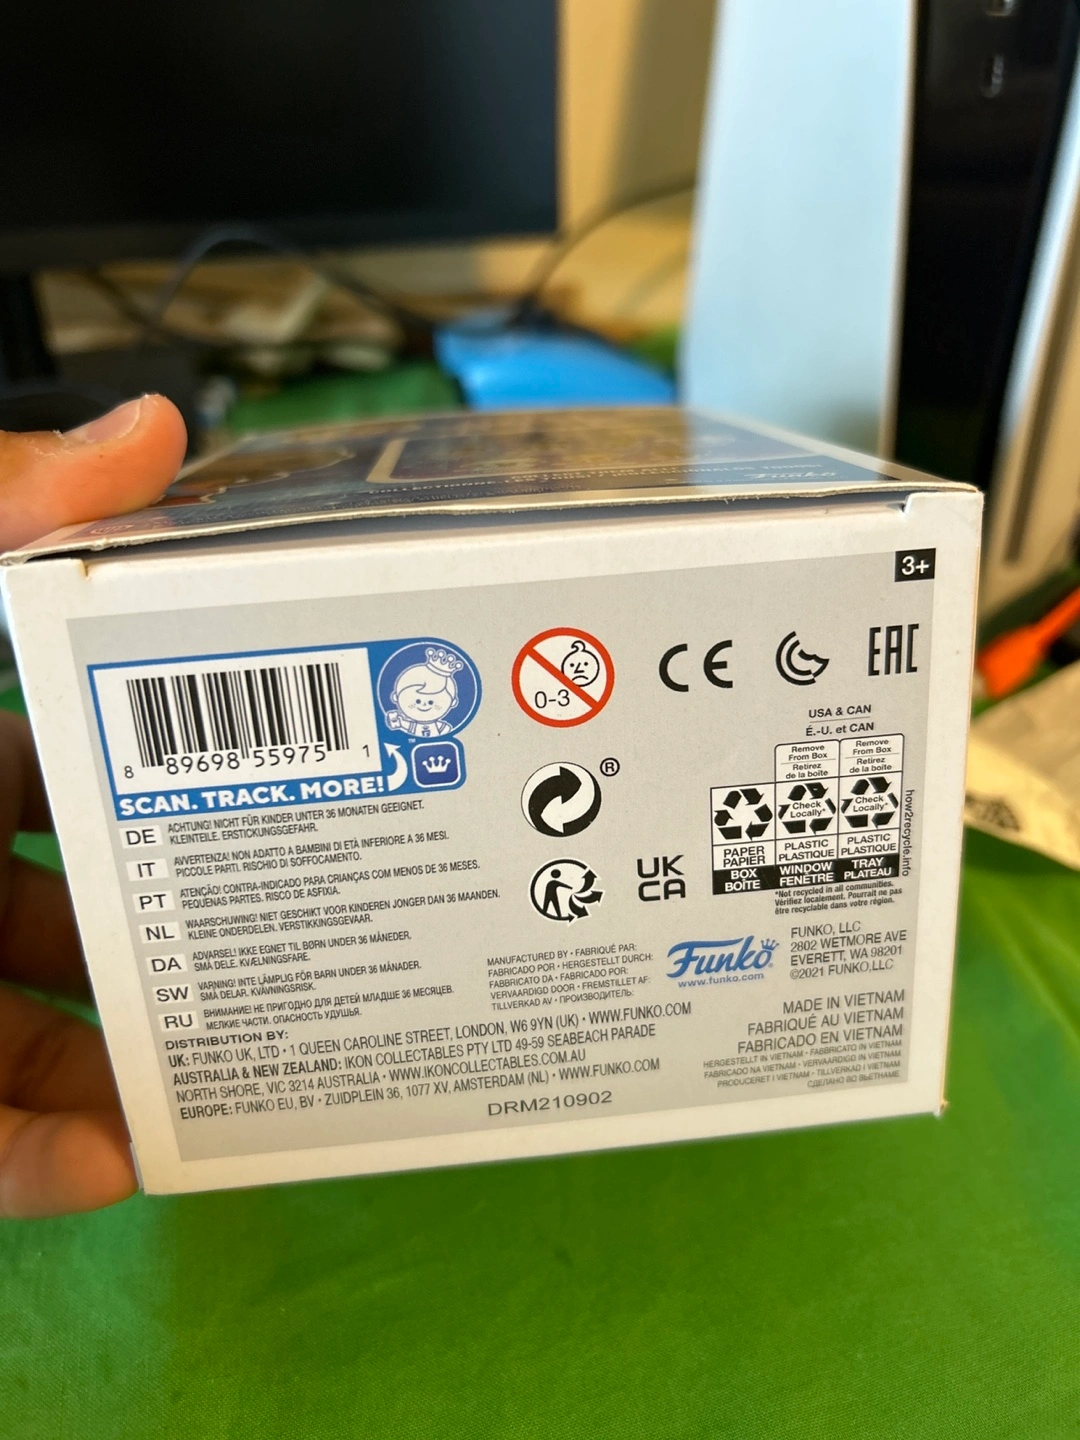 Funko
3+
8 89698 55975 1
SCAN. TRACK. MORE!
™
0-3
CE
EAC
®
UK
CA
USA & CAN
É.-U. et CAN
Remove
From Box
Retirez
de la boîte
Remove
From Box
Retirez
de la boîte
Check
Locally*
Check
Locally*
PAPER
PAPIER
PLASTIC
PLASTIQUE
PLASTIC
PLASTIQUE
BOX
BOÎTE
WINDOW
FENÊTRE
TRAY
PLATEAU
how2recycle.info
*Not recycled in all communities.
Vérifiez localement. Pourrait ne pas
être recyclable dans votre région.
DE ACHTUNG! NICHT FÜR KINDER UNTER 36 MONATEN GEEIGNET.
KLEINTEILE. ERSTICKUNGSGEFAHR.
IT AVVERTENZA! NON ADATTO A BAMBINI DI ETÀ INFERIORE A 36 MESI.
PICCOLE PARTI. RISCHIO DI SOFFOCAMENTO.
PT ATENÇÃO! CONTRA-INDICADO PARA CRIANÇAS COM MENOS DE 36 MESES.
PEQUENAS PARTES. RISCO DE ASFIXIA.
NL WAARSCHUWING! NIET GESCHIKT VOOR KINDEREN JONGER DAN 36 MAANDEN.
KLEINE ONDERDELEN. VERSTIKKINGSGEVAAR.
DA ADVARSEL! IKKE EGNET TIL BØRN UNDER 36 MÅNEDER.
SMÅ DELE. KVÆLNINGSFARE.
SW VARNING! INTE LÄMPLIG FÖR BARN UNDER 36 MÅNADER.
SMÅ DELAR. KVÄVNINGSRISK.
RU ВНИМАНИЕ! НЕ ПРИГОДНО ДЛЯ ДЕТЕЙ МЛАДШЕ 36 МЕСЯЦЕВ.
МЕЛКИЕ ЧАСТИ. ОПАСНОСТЬ УДУШЬЯ.
MANUFACTURED BY • FABRIQUÉ PAR:
FABRICADO POR • HERGESTELLT DURCH:
FABRICATO DA • FABRICADO POR:
VERVAARDIGD DOOR • FREMSTILLET AF:
TILLVERKAD AV • ПРОИЗВОДИТЕЛЬ:
Funko
www.funko.com
FUNKO, LLC
2802 WETMORE AVE
EVERETT, WA 98201
©2021 FUNKO,LLC
DISTRIBUTION BY:
UK: FUNKO UK, LTD • 1 QUEEN CAROLINE STREET, LONDON, W6 9YN (UK) • WWW.FUNKO.COM
AUSTRALIA & NEW ZEALAND: IKON COLLECTABLES PTY LTD 49-59 SEABEACH PARADE
NORTH SHORE, VIC 3214 AUSTRALIA • WWW.IKONCOLLECTABLES.COM.AU
EUROPE: FUNKO EU, BV • ZUIDPLEIN 36, 1077 XV, AMSTERDAM (NL) • WWW.FUNKO.COM
DRM210902
MADE IN VIETNAM
FABRIQUÉ AU VIETNAM
FABRICADO EN VIETNAM
HERGESTELLT IN VIETNAM • FABBRICATO IN VIETNAM
FABRICADO NA VIETNAM • VERVAARDIGD IN VIETNAM
PRODUCERET I VIETNAM • TILLVERKAD I VIETNAM
СДЕЛАНО ВО ВЬЕТНАМЕ